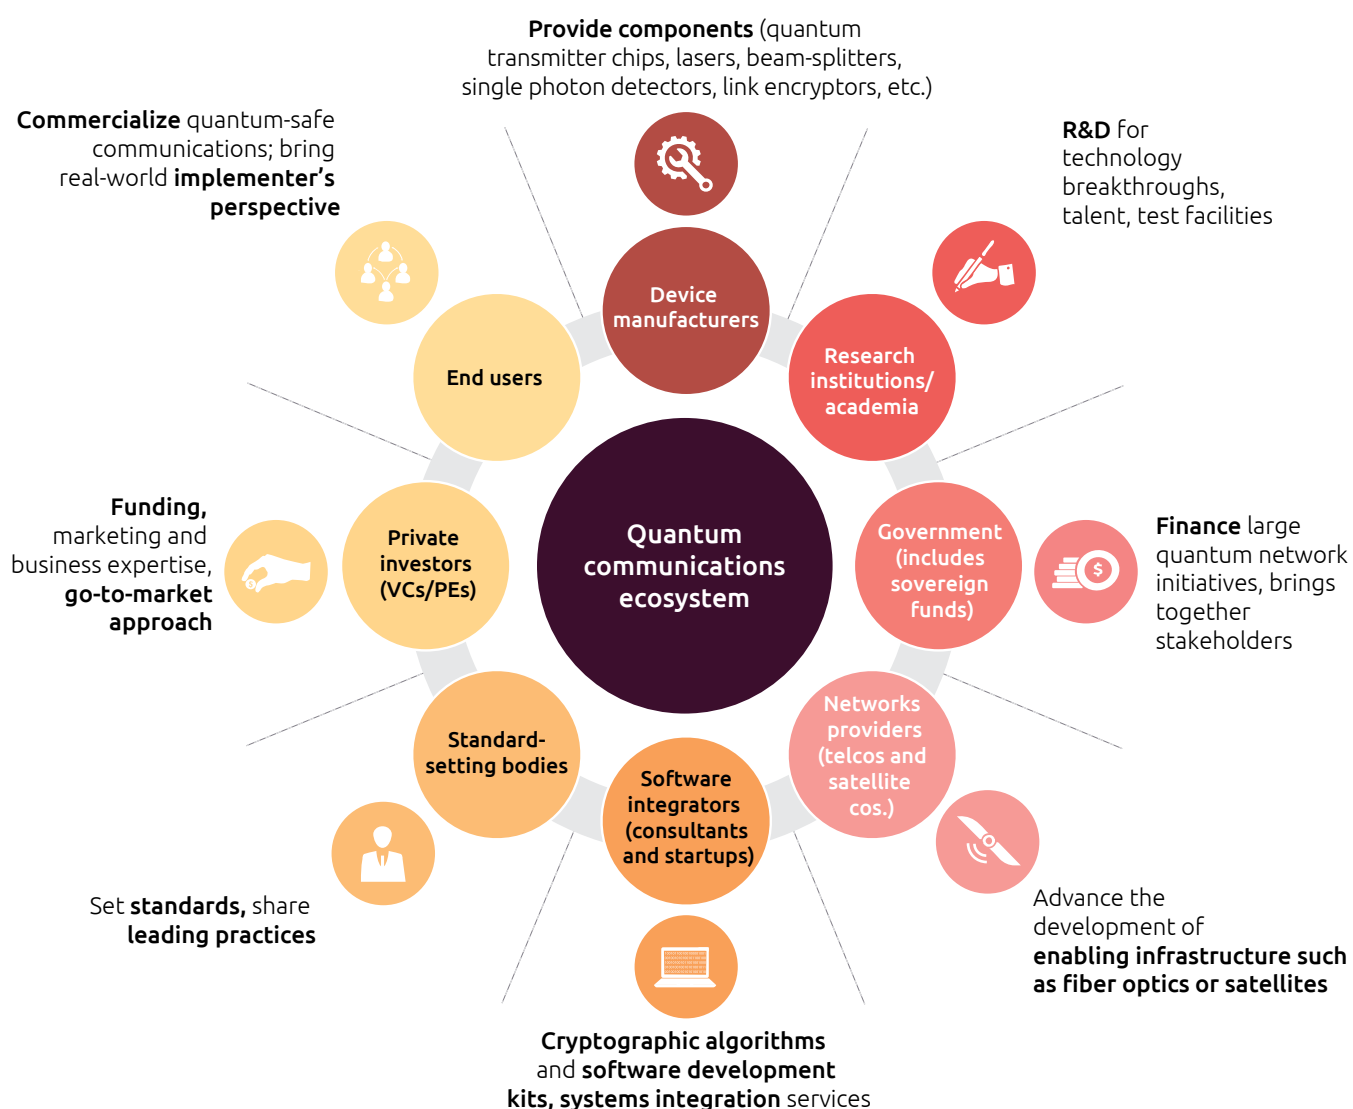 Provide components (quantum
transmitter chips, lasers, beam-splitters,
single photon detectors, link encryptors, etc.)
Commercialize quantum-safe
communications; bring
real-world implementer’s
perspective
R&D for
technology
breakthroughs,
talent, test facilities
Device
manufacturers
End users
Research
institutions/
academia
Funding,
marketing and
business expertise,
go-to-market
approach
Private
investors
(VCs/PEs)
Quantum
communications
ecosystem
Government
(includes
sovereign
funds)
$
Finance large
quantum network
initiatives, brings
together
stakeholders
Standard-
setting bodies
Software
integrators
(consultants
and startups)
Networks
providers
(telcos and
satellite
cos.)
Set standards, share
leading practices
Advance the
development of
enabling infrastructure such
as fiber optics or satellites
Cryptographic algorithms
and software development
kits, systems integration services